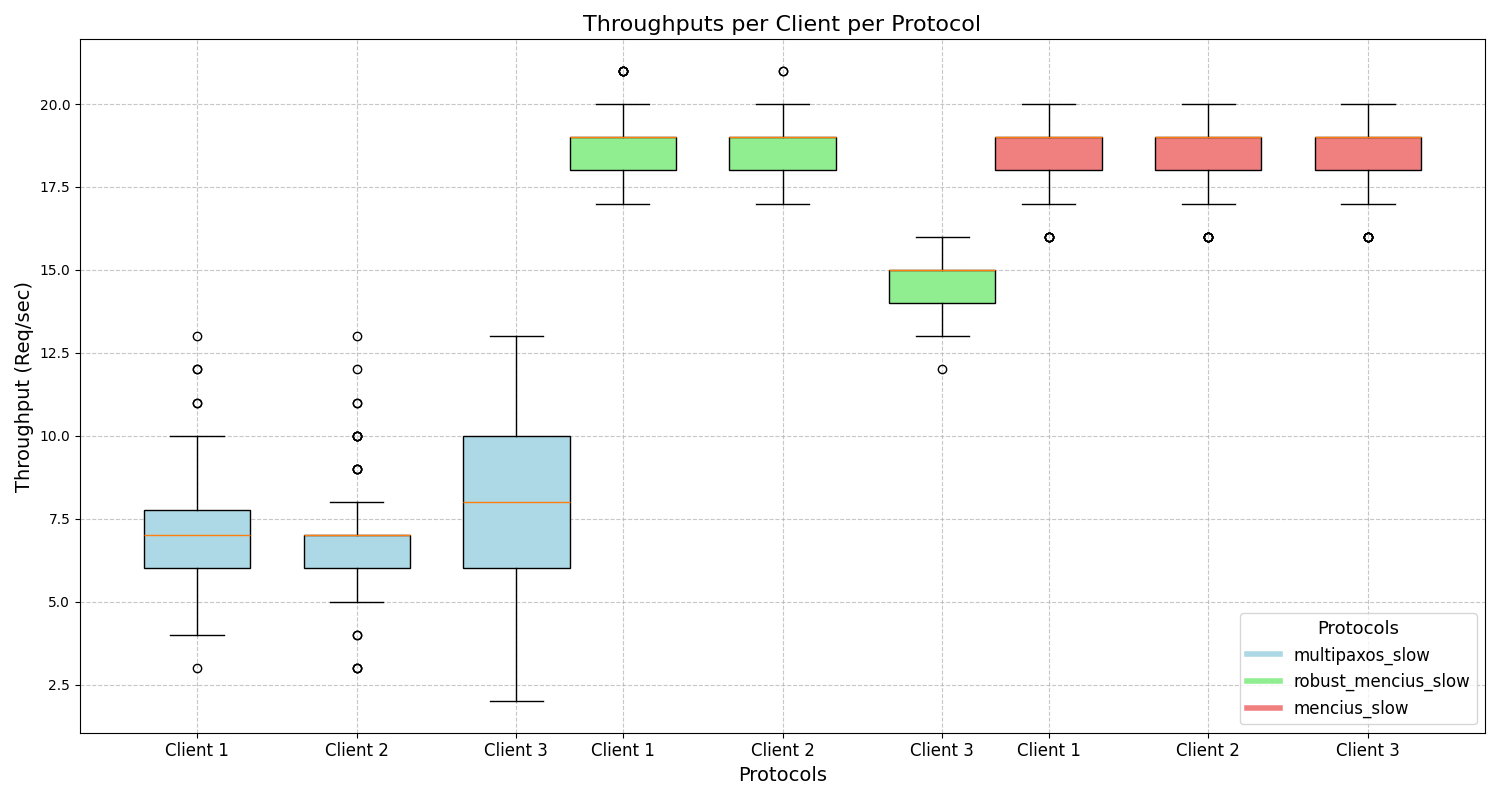 Throughputs per Client per Protocol
Throughput (Req/sec)
20.0
17.5
15.0
12.5
10.0
7.5
5.0
2.5
Client 1 Client 2 Client 3 Client 1 Client 2 Client 3 Client 1 Client 2 Client 3
Protocols
Protocols
multipaxos_slow
robust_mencius_slow
mencius_slow